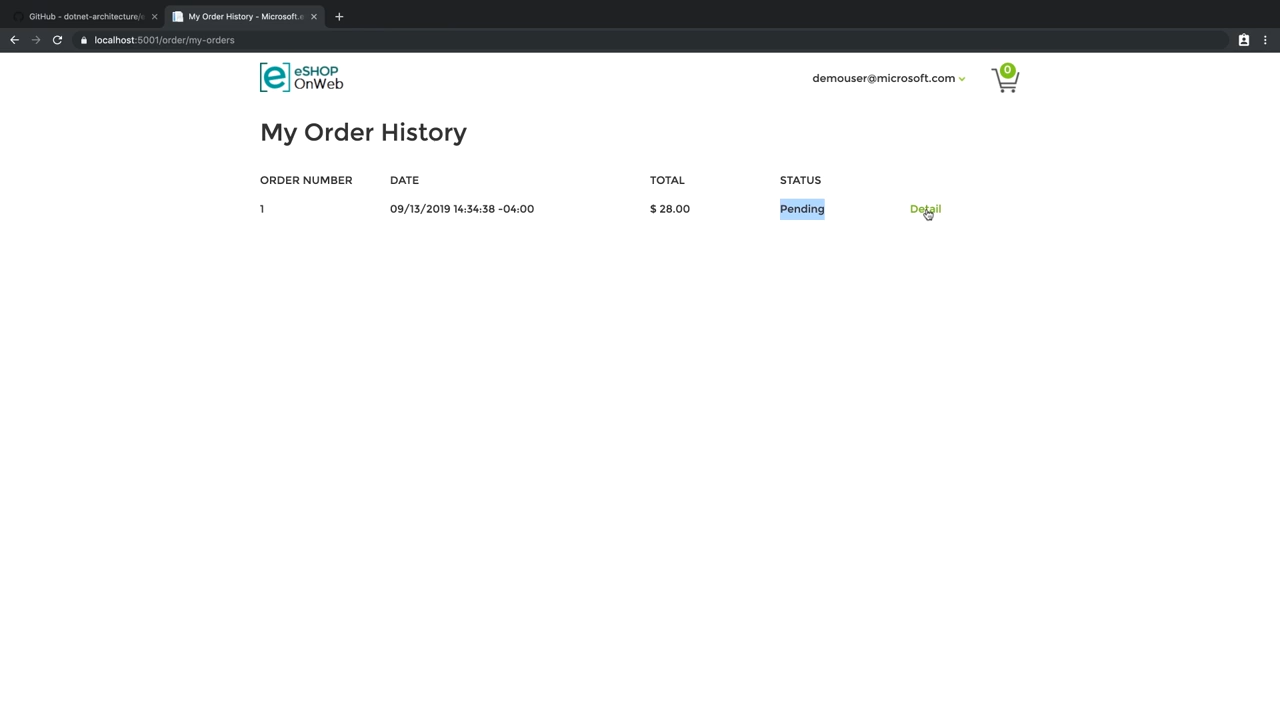 GitHub - dotnet-architecture/e
My Order History - Microsoft.e
localhost:5001/order/my-orders
e eSHOP
OnWeb
demouser@microsoft.com
0
My Order History
ORDER NUMBER DATE TOTAL STATUS
1 09/13/2019 14:34:38 -04:00 $ 28.00 Pending Detail